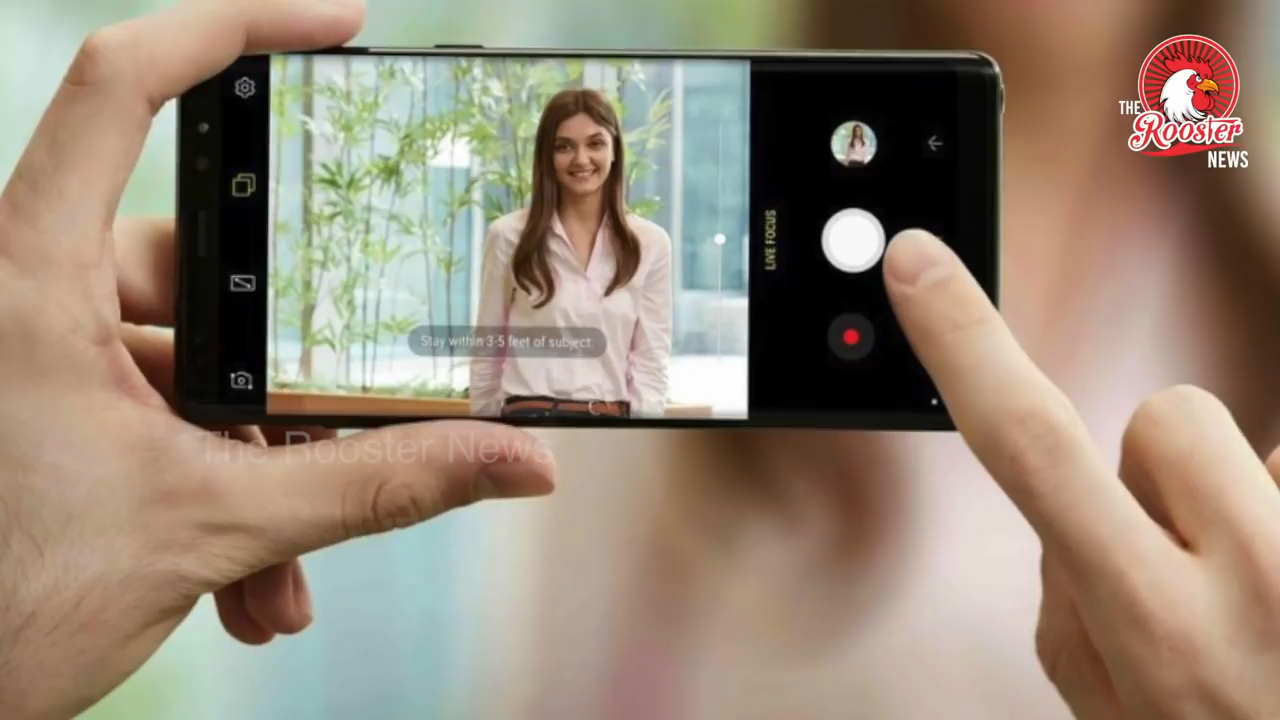 THE
Rooster
NEWS
LIVE FOCUS
Stay within 3-5 feet of subject.
The Rooster News